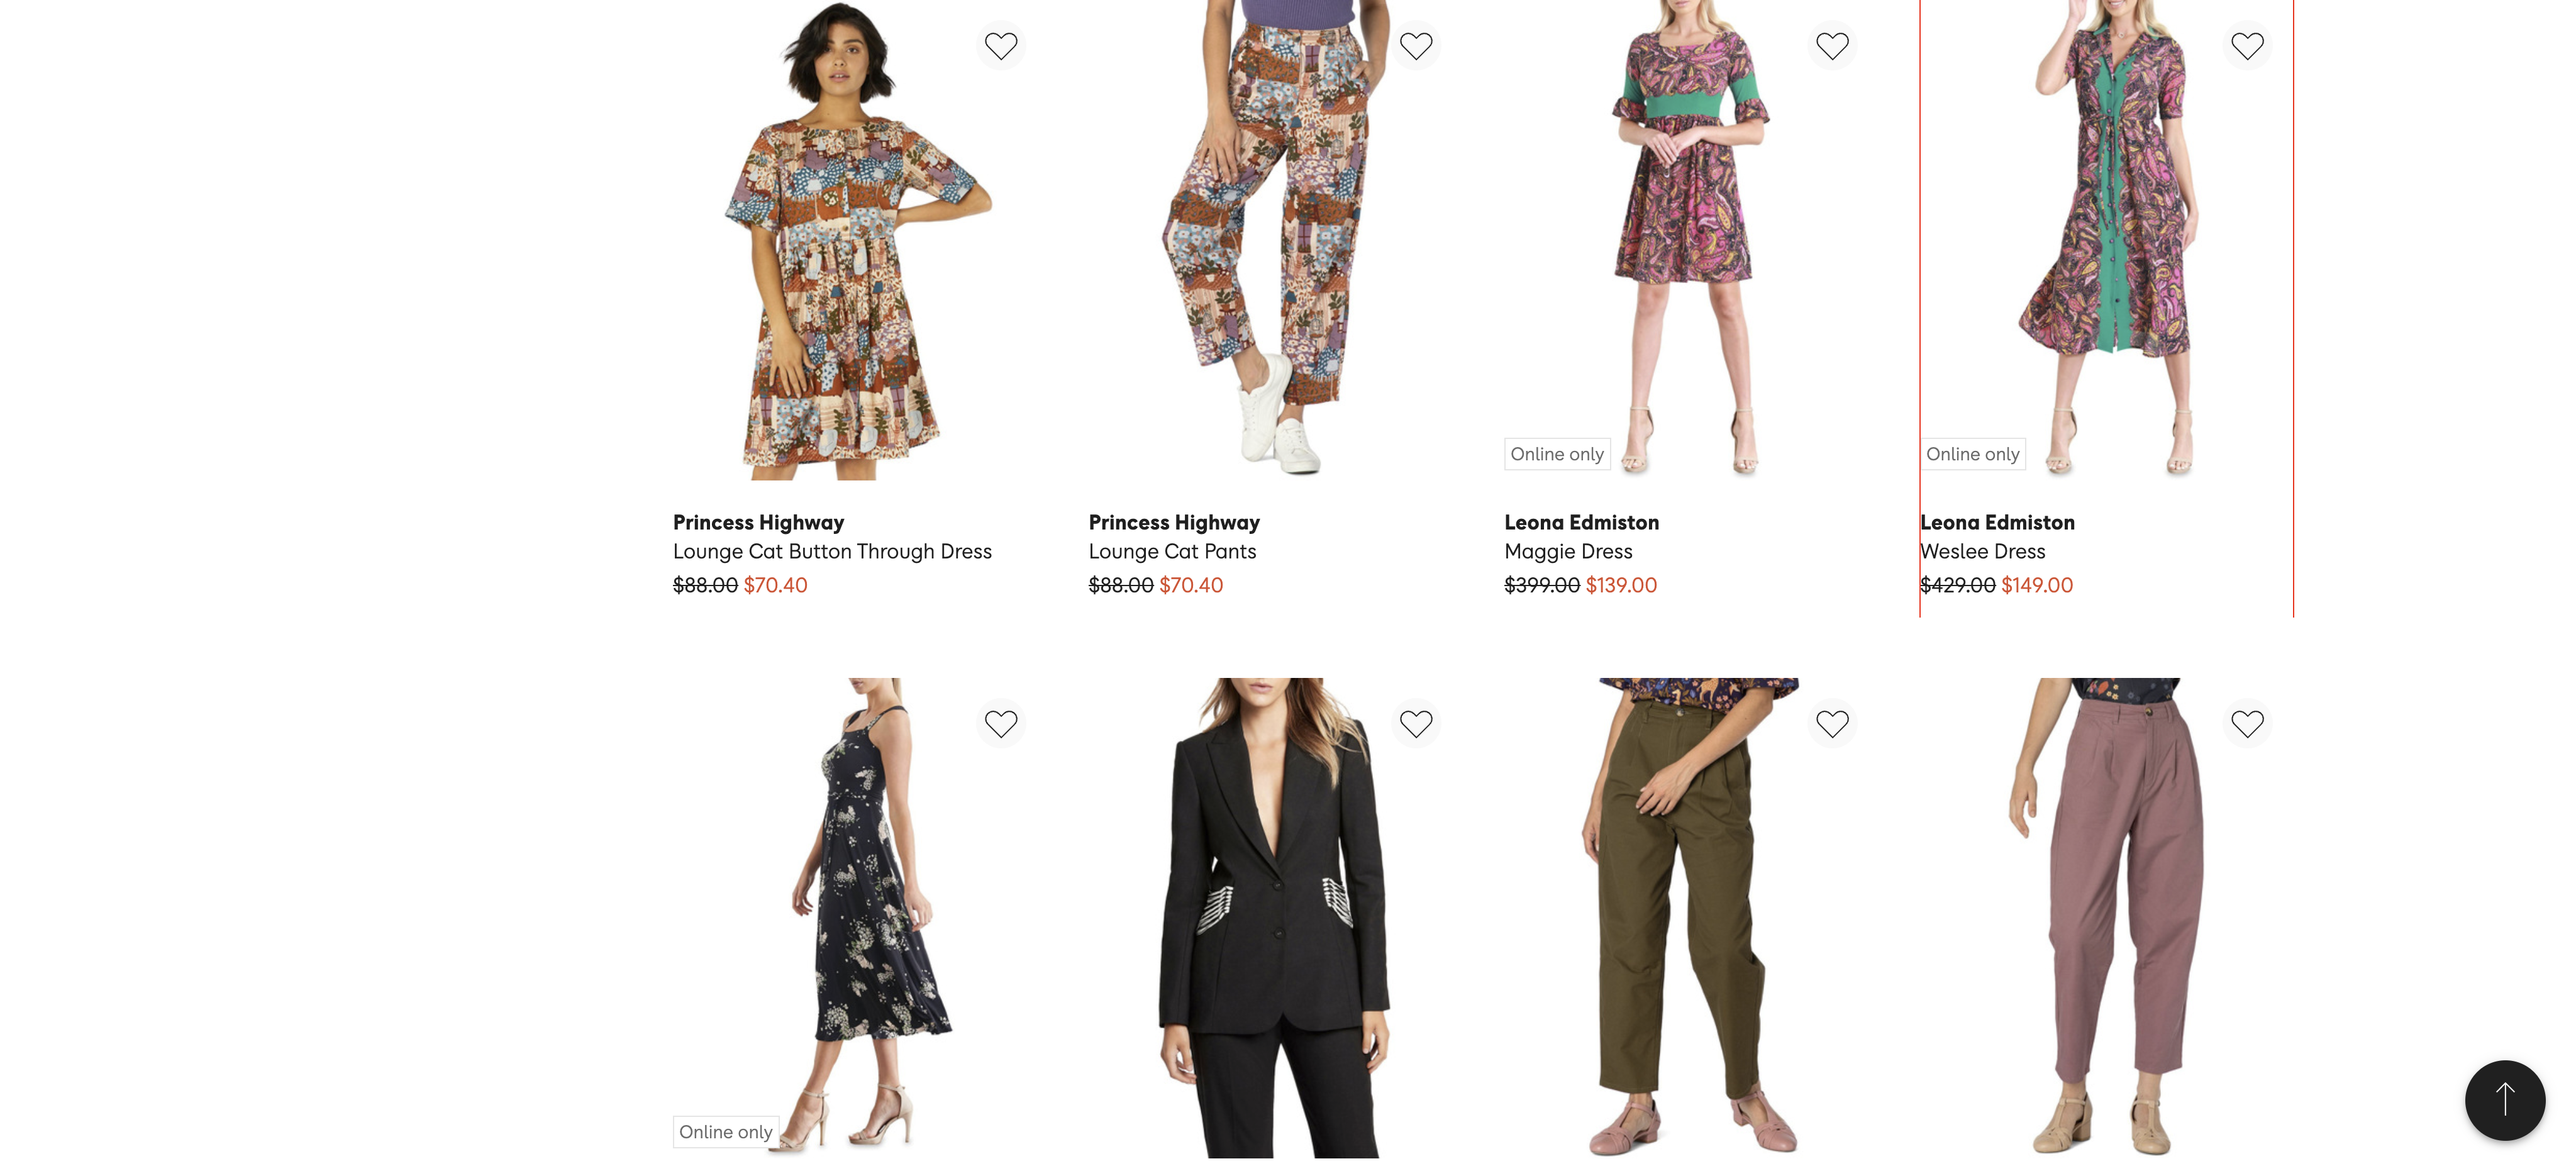 Online only
Online only
Princess Highway
Lounge Cat Button Through Dress
$88.00 $70.40
Princess Highway
Lounge Cat Pants
$88.00 $70.40
Leona Edmiston
Maggie Dress
$399.00 $139.00
Leona Edmiston
Weslee Dress
$429.00 $149.00
Online only